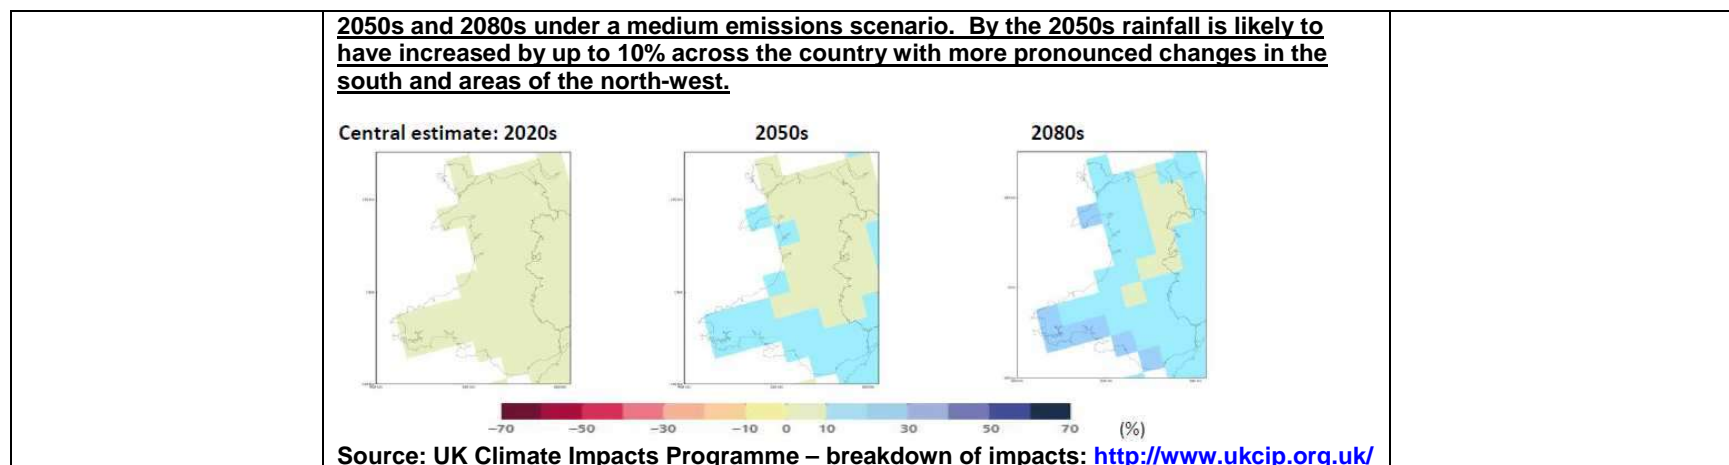 2050s and 2080s under a medium emissions scenario.  By the 2050s rainfall is likely to
have increased by up to 10% across the country with more pronounced changes in the
south and areas of the north-west.
Central estimate: 2020s 2050s 2080s
−70 −50 −30 −10 0 10 30 50 70 (%)
Source: UK Climate Impacts Programme – breakdown of impacts: http://www.ukcip.org.uk/